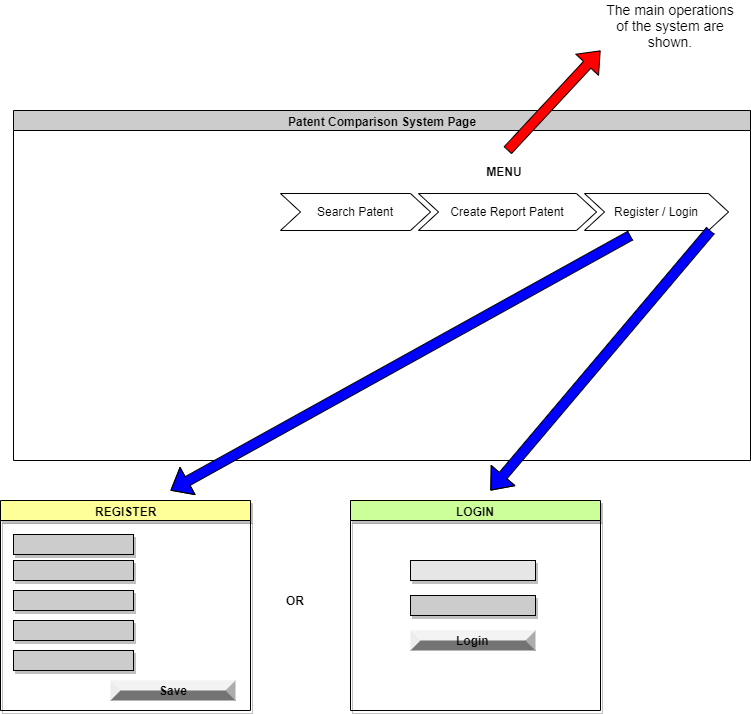 The main operations
of the system are
shown.
Patent Comparison System Page
MENU
Search Patent
Create Report Patent
Register / Login
REGISTER
LOGIN
OR
Login
Save